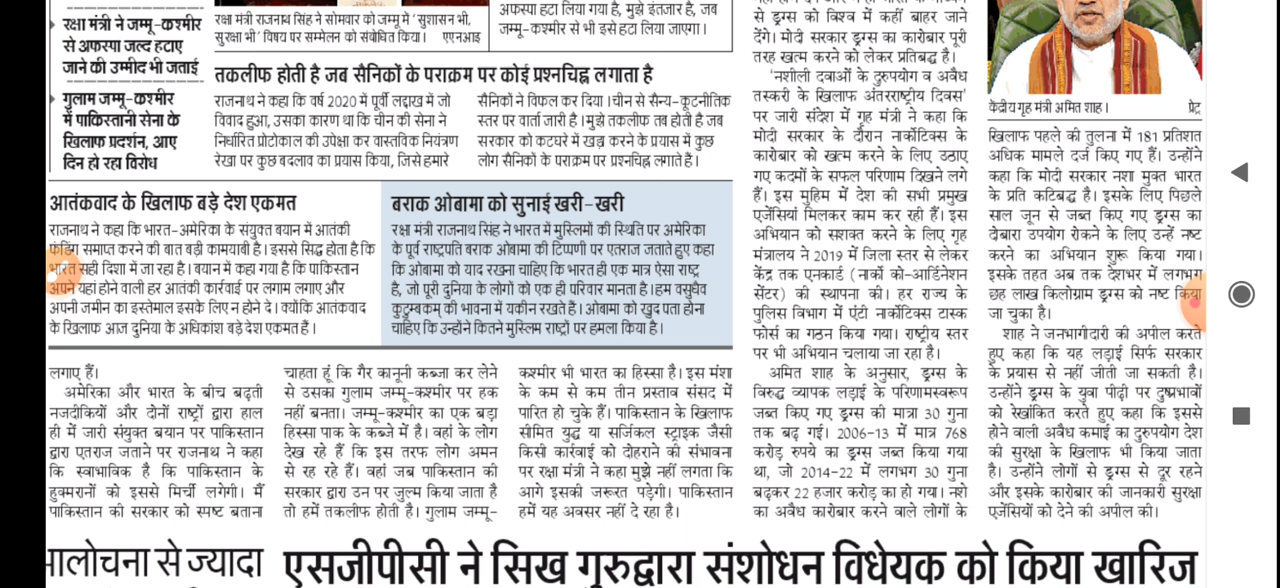 रक्षा मंत्री ने जम्मू-कश्मीर
से अफस्पा जल्द हटाए
जाने की उम्मीद भी जताई
गुलाम जम्मू-कश्मीर
में पाकिस्तानी सेना के
खिलाफ प्रदर्शन, आए
दिन हो रहा विरोध
रक्षा मंत्री राजनाथ सिंह ने सोमवार को जम्मू में ' सुशासन भी,
सुरक्षा भी' विषय पर सम्मेलन को संबोधित किया। एएनआइ
अफस्पा हटा लिया गया है, मुझे इंतजार है, जब
जम्मू-कश्मीर से भी इसे हटा लिया जाएगा।
तकलीफ होती है जब सैनिकों के पराक्रम पर कोई प्रश्नचिह्न लगाता है
राजनाथ ने कहा कि वर्ष 2020 में पूर्वी लद्दाख में जो
विवाद हुआ, उसका कारण था कि चीन की सेना ने
निर्धारित प्रोटोकाल की उपेक्षा कर वास्तविक नियंत्रण
रेखा पर कुछ बदलाव का प्रयास किया, जिसे हमारे
सैनिकों ने विफल कर दिया। चीन से सैन्य-कूटनीतिक
स्तर पर वार्ता जारी है। मुझे तकलीफ तब होती है जब
सरकार को कटघरे में खड़ा करने के प्रयास में कुछ
लोग सैनिकों के पराक्रम पर प्रश्नचिह्न लगाते हैं।
आतंकवाद के खिलाफ बड़े देश एकमत
राजनाथ ने कहा कि भारत-अमेरिका के संयुक्त बयान में आतंकी
फंडिंग समाप्त करने की बात बड़ी कामयाबी है। इससे सिद्ध होता है कि
भारत सही दिशा में जा रहा है। बयान में कहा गया है कि पाकिस्तान
अपने यहां होने वाली हर आतंकी कार्रवाई पर लगाम लगाए और
अपनी जमीन का इस्तेमाल इसके लिए न होने दे। क्योंकि आतंकवाद
के खिलाफ आज दुनिया के अधिकांश बड़े देश एकमत हैं।
बराक ओबामा को सुनाई खरी-खरी
रक्षा मंत्री राजनाथ सिंह ने भारत में मुस्लिमों की स्थिति पर अमेरिका
के पूर्व राष्ट्रपति बराक ओबामा की टिप्पणी पर एतराज जताते हुए कहा
कि ओबामा को याद रखना चाहिए कि भारत ही एक मात्र ऐसा राष्ट्र
है, जो पूरी दुनिया के लोगों को एक ही परिवार मानता है। हम वसुधैव
कुटुम्बकम् की भावना में यकीन रखते हैं। ओबामा को खुद पता होना
चाहिए कि उन्होंने कितने मुस्लिम राष्ट्रों पर हमला किया है।
लगाए हैं।
अमेरिका और भारत के बीच बढ़ती
नजदीकियों और दोनों राष्ट्रों द्वारा हाल
ही में जारी संयुक्त बयान पर पाकिस्तान
द्वारा एतराज जताने पर राजनाथ ने कहा
कि स्वाभाविक है कि पाकिस्तान के
हुक्मरानों को इससे मिर्ची लगेगी। मैं
पाकिस्तान की सरकार को स्पष्ट बताना
चाहता हूं कि गैर कानूनी कब्जा कर लेने
से उसका गुलाम जम्मू-कश्मीर पर हक
नहीं बनता। जम्मू-कश्मीर का एक बड़ा
हिस्सा पाक के कब्जे में है। वहां के लोग
देख रहे हैं कि इस तरफ लोग अमन
से रह रहे हैं। वहां जब पाकिस्तान की
सरकार द्वारा उन पर जुल्म किया जाता है
तो हमें तकलीफ होती है। गुलाम जम्मू-
कश्मीर भी भारत का हिस्सा है। इस मंशा
के कम से कम तीन प्रस्ताव संसद में
पारित हो चुके हैं। पाकिस्तान के खिलाफ
सीमित युद्ध या सर्जिकल स्ट्राइक जैसी
किसी कार्रवाई को दोहराने की संभावना
पर रक्षा मंत्री ने कहा मुझे नहीं लगता कि
आगे इसकी जरूरत पड़ेगी। पाकिस्तान
हमें यह अवसर नहीं दे रहा है।
से ड्रग्स को विश्व में कहीं बाहर जाने
देंगे। मोदी सरकार ड्रग्स का कारोबार पूरी
तरह खत्म करने को लेकर प्रतिबद्ध है।
'नशीली दवाओं के दुरुपयोग व अवैध
तस्करी के खिलाफ अंतरराष्ट्रीय दिवस'
पर जारी संदेश में गृह मंत्री ने कहा कि
मोदी सरकार के दौरान नार्कोटिक्स के
कारोबार को खत्म करने के लिए उठाए
गए कदमों के सफल परिणाम दिखने लगे
हैं। इस मुहिम में देश की सभी प्रमुख
एजेंसियां मिलकर काम कर रही हैं। इस
अभियान को सशक्त करने के लिए गृह
मंत्रालय ने 2019 में जिला स्तर से लेकर
केंद्र तक एनकार्ड (नार्को को-आर्डिनेशन
सेंटर) की स्थापना की। हर राज्य के
पुलिस विभाग में एंटी नार्कोटिक्स टास्क
फोर्स का गठन किया गया। राष्ट्रीय स्तर
पर भी अभियान चलाया जा रहा है।
अमित शाह के अनुसार, ड्रग्स के
विरुद्ध व्यापक लड़ाई के परिणामस्वरूप
जब्त किए गए ड्रग्स की मात्रा 30 गुना
तक बढ़ गई। 2006-13 में मात्र 768
करोड़ रुपये का ड्रग्स जब्त किया गया
था, जो 2014-22 में लगभग 30 गुना
बढ़कर 22 हजार करोड़ का हो गया। नशे
का अवैध कारोबार करने वाले लोगों के
केंद्रीय गृह मंत्री अमित शाह। प्रेट्र
खिलाफ पहले की तुलना में 181 प्रतिशत
अधिक मामले दर्ज किए गए हैं। उन्होंने
कहा कि मोदी सरकार नशा मुक्त भारत
के प्रति कटिबद्ध है। इसके लिए पिछले
साल जून से जब्त किए गए ड्रग्स का
दोबारा उपयोग रोकने के लिए उन्हें नष्ट
करने का अभियान शुरू किया गया।
इसके तहत अब तक देशभर में लगभग
छह लाख किलोग्राम ड्रग्स को नष्ट किया
जा चुका है।
शाह ने जनभागीदारी की अपील करते
हुए कहा कि यह लड़ाई सिर्फ सरकार
के प्रयास से नहीं जीती जा सकती है।
उन्होंने ड्रग्स के युवा पीढ़ी पर दुष्प्रभावों
को रेखांकित करते हुए कहा कि इससे
होने वाली अवैध कमाई का दुरुपयोग देश
की सुरक्षा के खिलाफ भी किया जाता
है। उन्होंने लोगों से ड्रग्स से दूर रहने
और इसके कारोबार की जानकारी सुरक्षा
एजेंसियों को देने की अपील की।
से ज्यादा
एसजीपीसी ने सिख गुरुद्वारा संशोधन विधेयक को किया खारिज